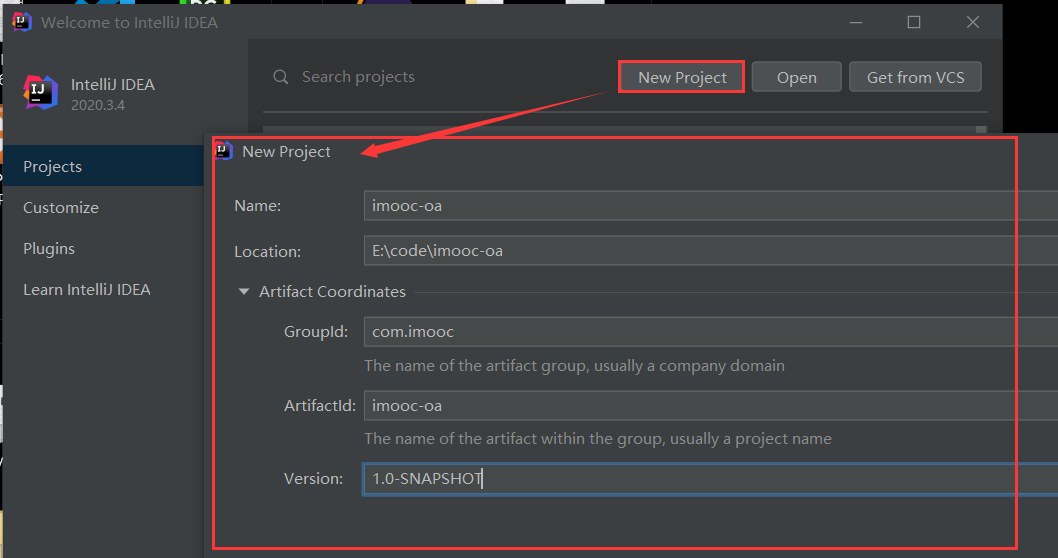 Welcome to IntelliJ IDEA
IntelliJ IDEA
2020.3.4
Search projects
New Project
Open
Get from VCS
Projects
Customize
Plugins
Learn IntelliJ IDEA
New Project
Name: imooc-oa
Location: E:\code\imooc-oa
Artifact Coordinates
GroupId: com.imooc
The name of the artifact group, usually a company domain
ArtifactId: imooc-oa
The name of the artifact within the group, usually a project name
Version: 1.0-SNAPSHOT